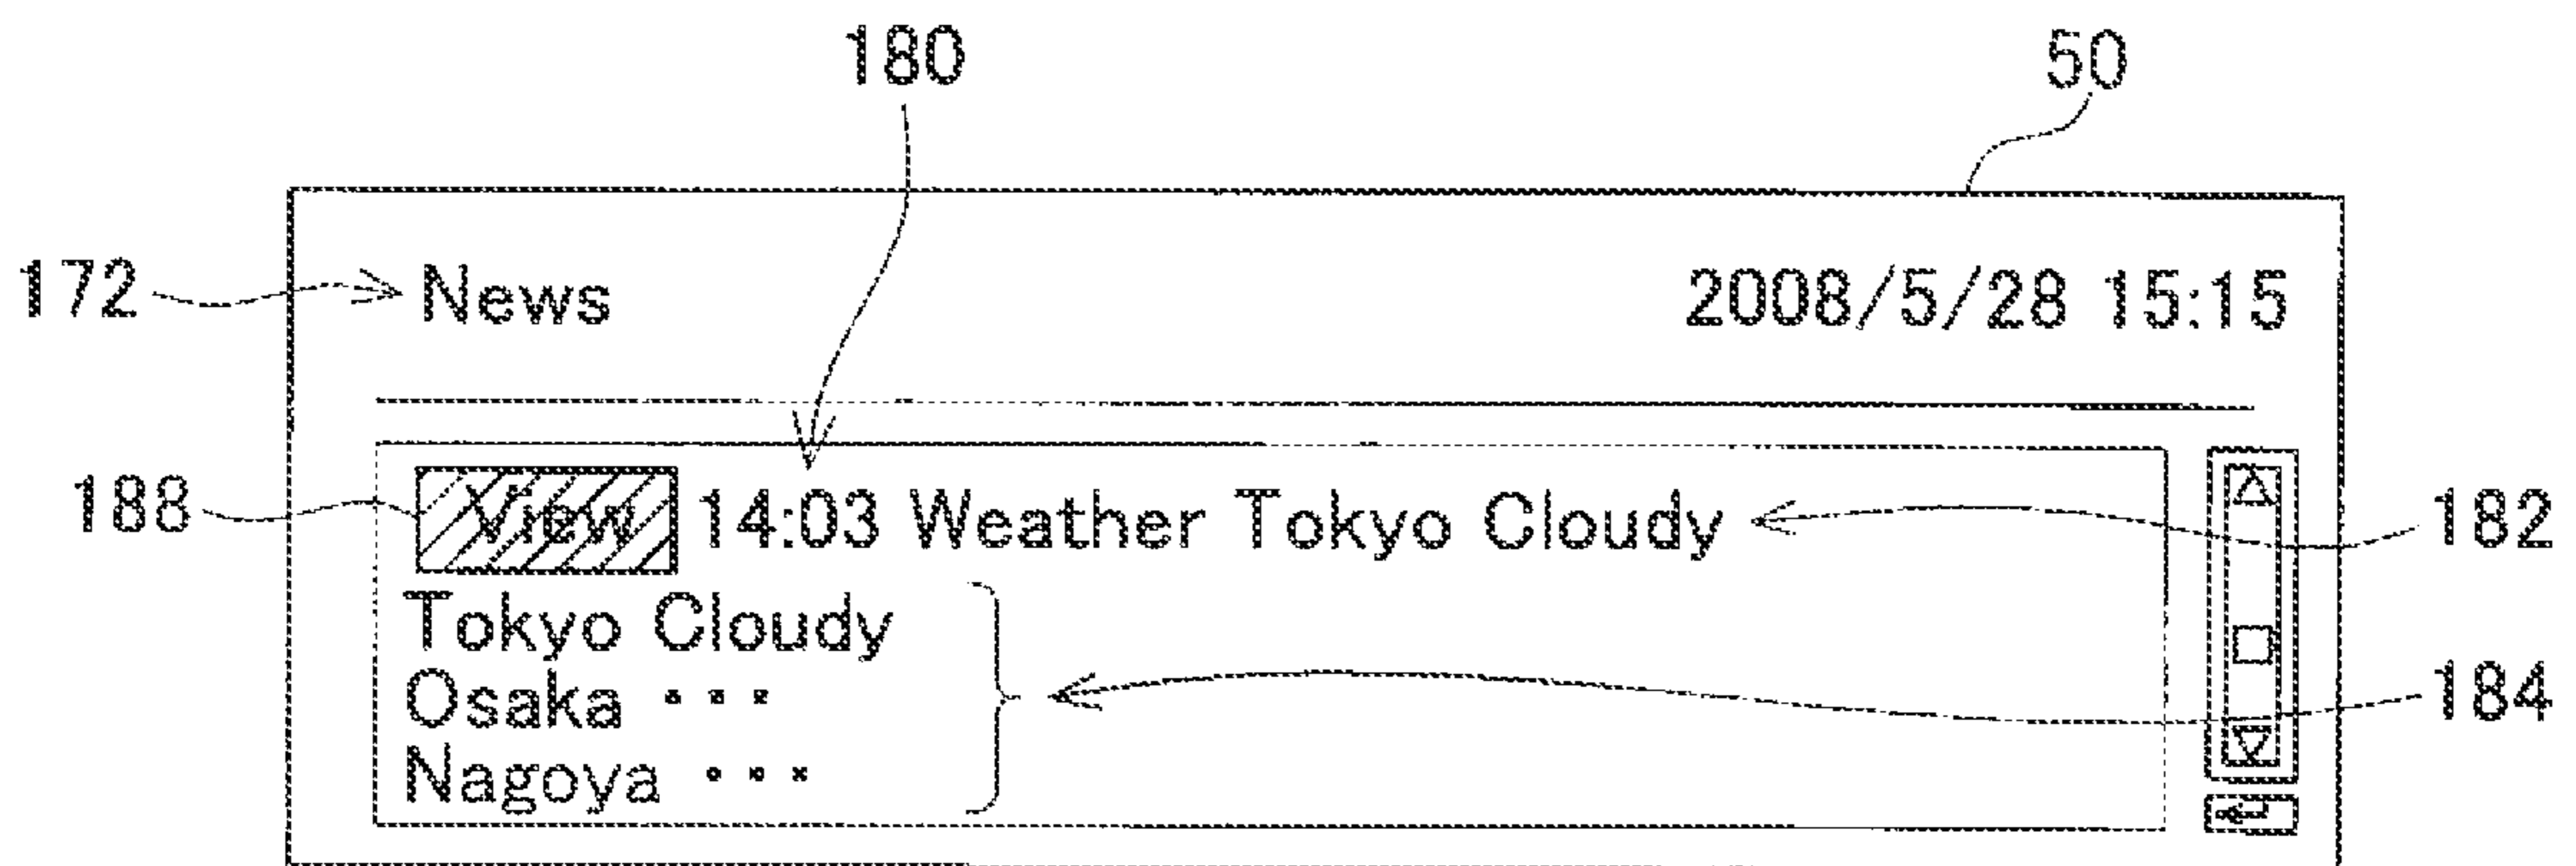 180 50
172 News 2008/5/28 15:15
188 View 14:03 Weather Tokyo Cloudy 182
Tokyo Cloudy
Osaka ・・・ 184
Nagoya ・・・